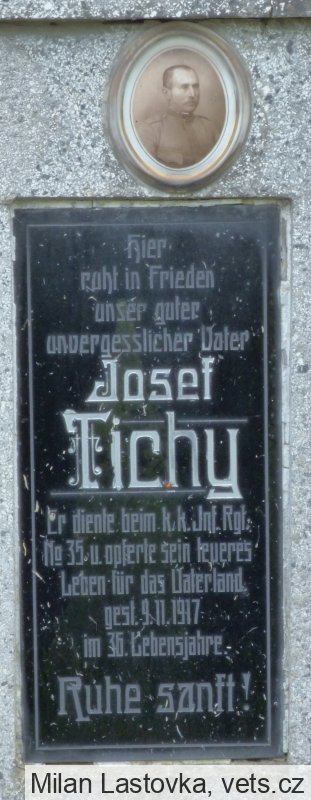 Hier
ruht in Frieden
unser guter
unvergesslicher Vater
Josef
Tichy
Er diente beim k.k. Inf. Rgt.
No 35 u. opferte sein teueres
Leben für das Vaterland,
gest. 9.11.1917
im 36. Lebensjahre
Ruhe sanft!
Milan Lastovka, vets.cz